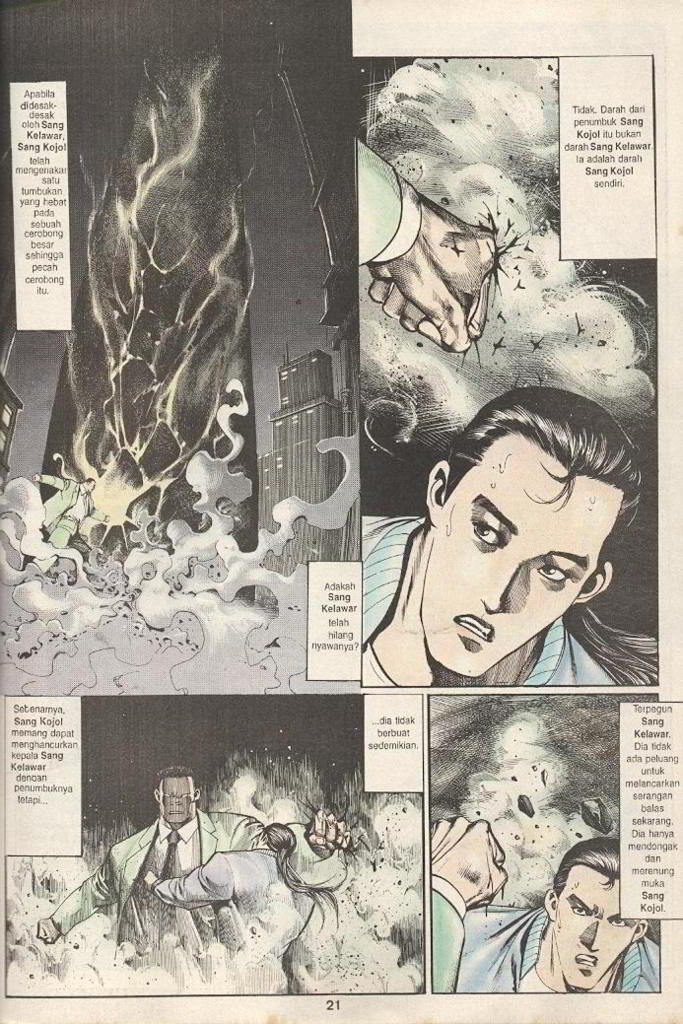 Apabila
didesak-
desak
oleh Sang
Kelawar,
Sang Kojol
telah
mengenakan
satu
tumbukan
yang hebat
pada
sebuah
cerobong
besar
sehingga
pecah
cerobong
itu.
Tidak. Darah dari
penumbuk Sang
Kojol itu bukan
darah Sang Kelawar.
Ia adalah darah
Sang Kojol
sendiri.
Adakah
Sang
Kelawar
telah
hilang
nyawanya?
Sebenarnya,
Sang Kojol
memang dapat
menghancurkan
kepala Sang
Kelawar
dengan
penumbuknya
tetapi...
...dia tidak
berbuat
sedemikian.
Terpegun
Sang
Kelawar.
Dia tidak
ada peluang
untuk
melancarkan
serangan
balas
sekarang.
Dia hanya
mendongak
dan
merenung
muka
Sang
Kojol.
21